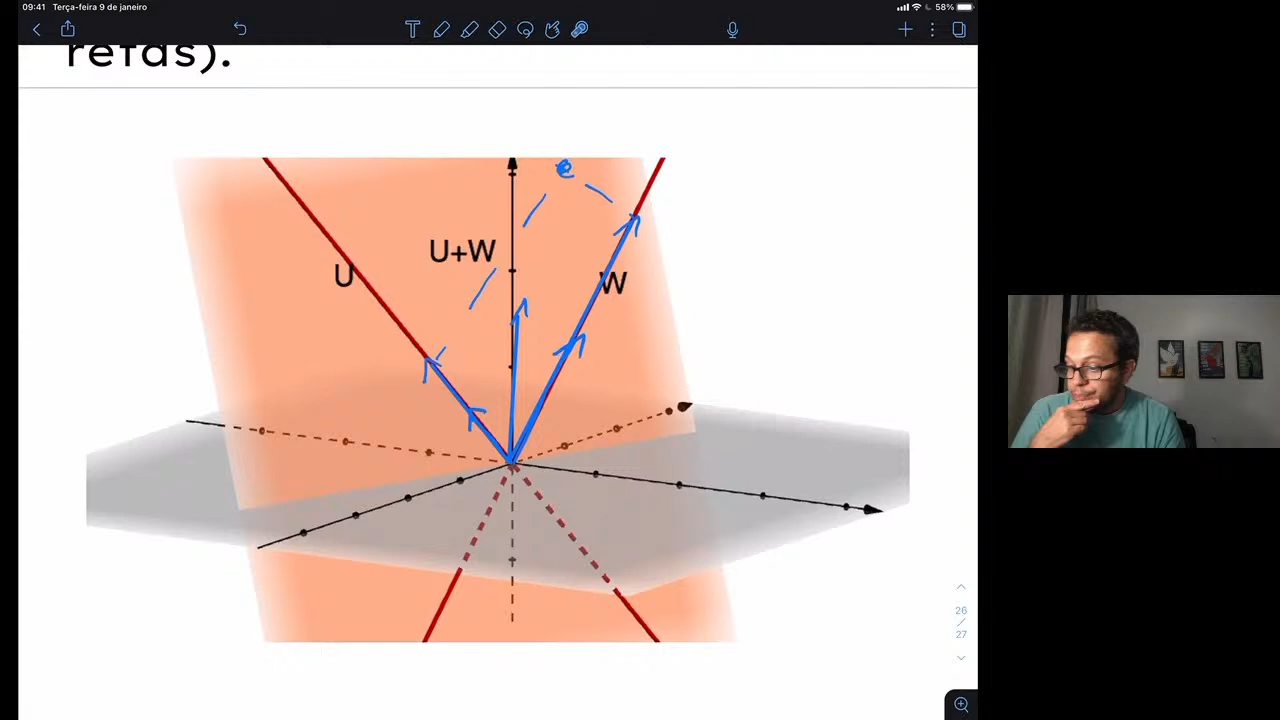 09:41 Terça-feira 9 de janeiro
58%
T
retas).
U+W
U
W
26
/
27